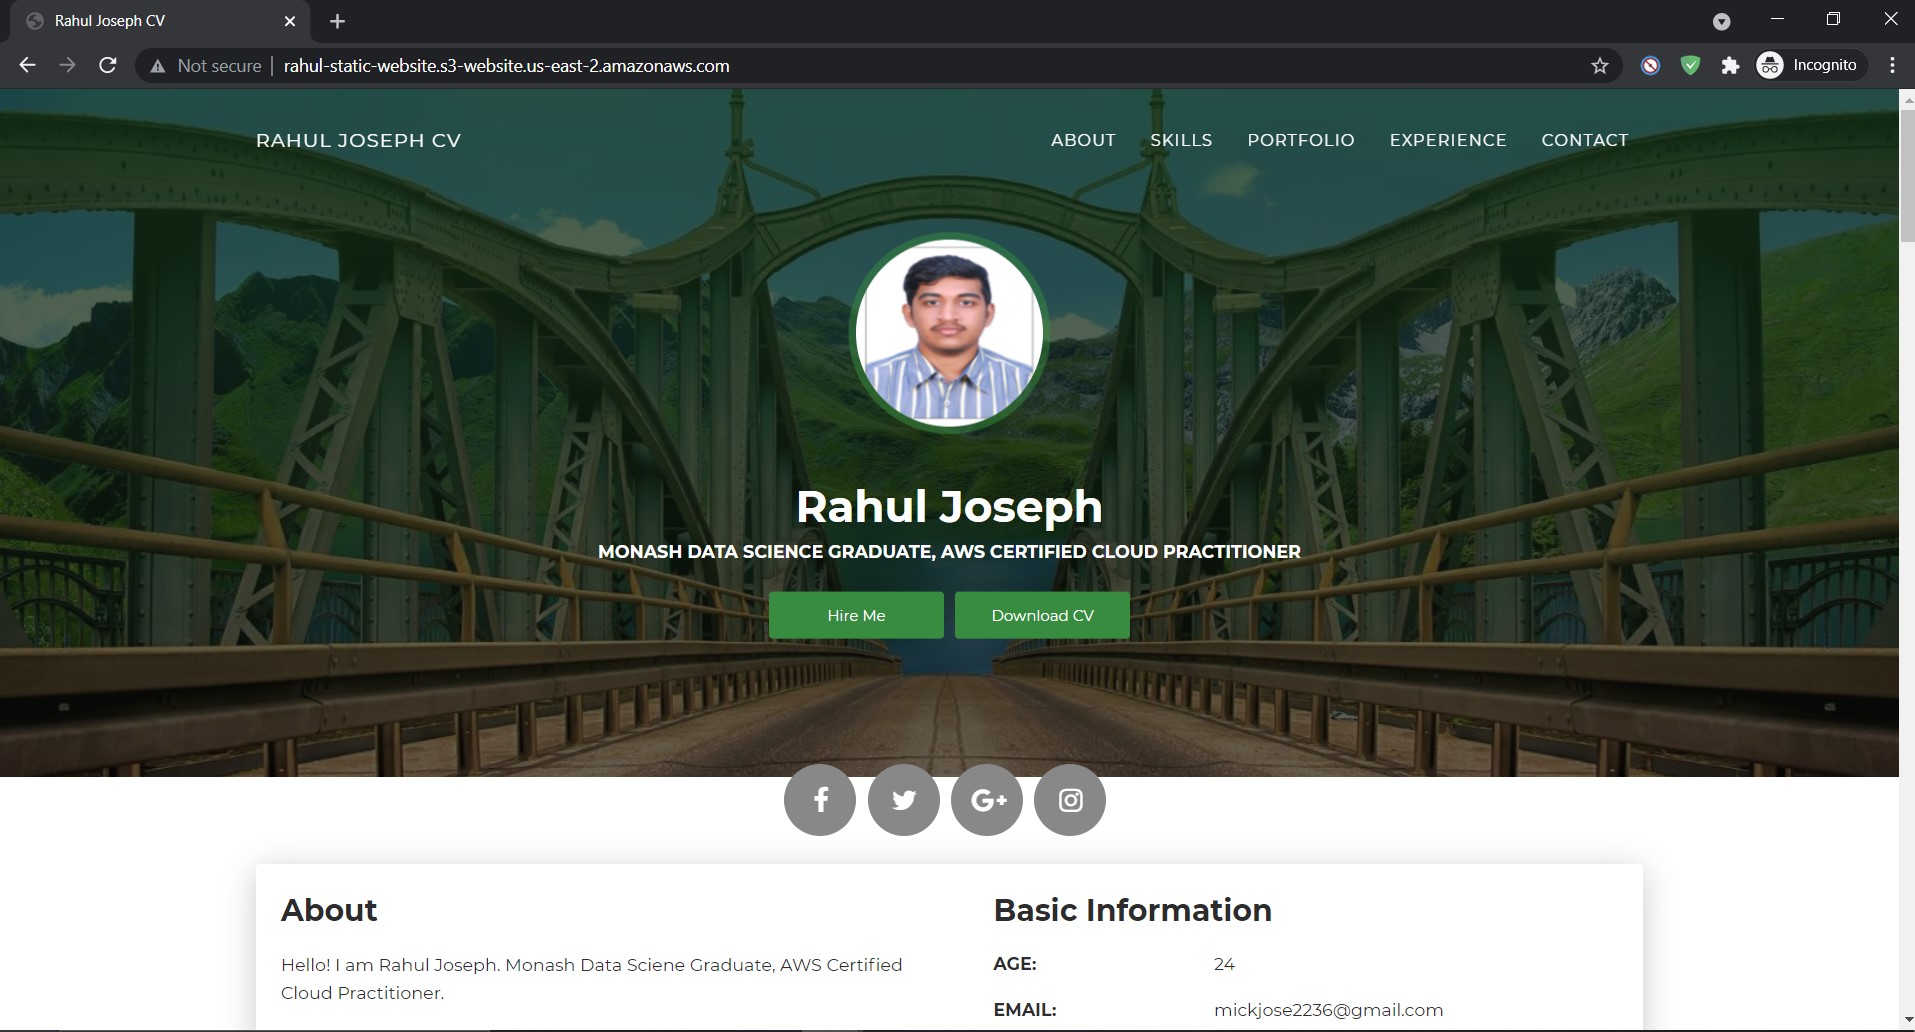 Rahul Joseph CV
Not secure | rahul-static-website.s3-website.us-east-2.amazonaws.com
Incognito
RAHUL JOSEPH CV
ABOUT SKILLS PORTFOLIO EXPERIENCE CONTACT
Rahul Joseph
MONASH DATA SCIENCE GRADUATE, AWS CERTIFIED CLOUD PRACTITIONER
Hire Me Download CV
f G+
About
Hello! I am Rahul Joseph. Monash Data Sciene Graduate, AWS Certified
Cloud Practitioner.
Basic Information
AGE: 24
EMAIL: mickjose2236@gmail.com